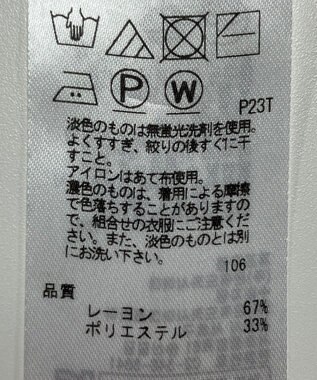 P W
P23T
淡色のものは無蛍光洗剤を使用。
よくすすぎ、絞りの後すぐに干
すこと。
アイロンはあて布使用。
濃色のものは、着用による摩擦
で色落ちすることがありますの
で、組合せの衣服にご注意くださ
い。また、淡色のものとは別
にお洗い下さい。
106
品質
レーヨン 67%
ポリエステル 33%